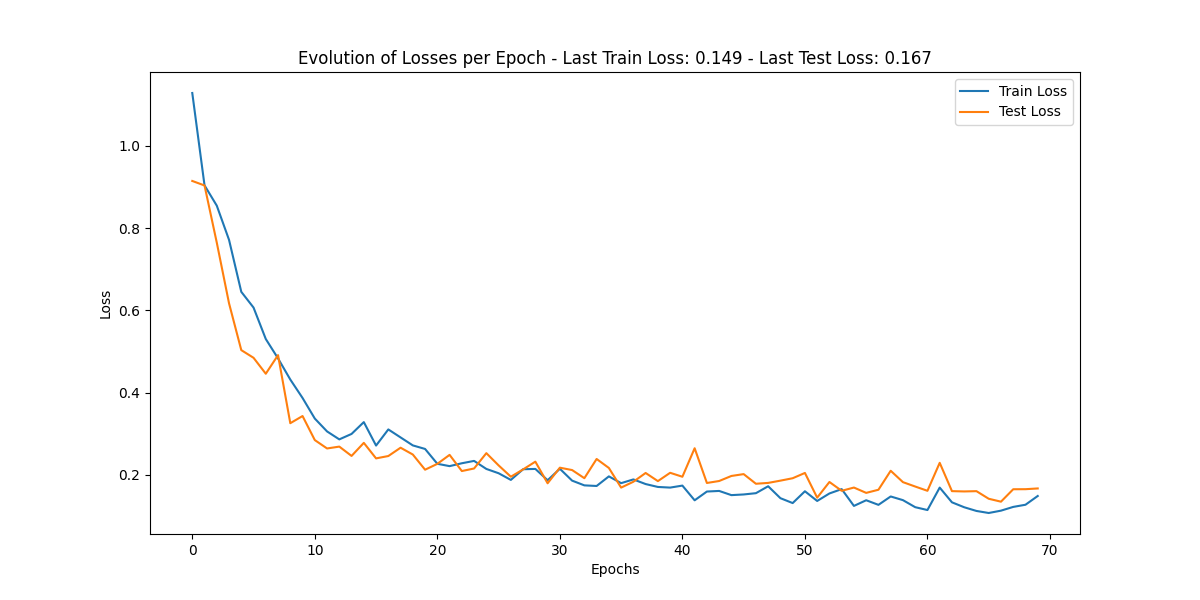 Evolution of Losses per Epoch - Last Train Loss: 0.149 - Last Test Loss: 0.167
Train Loss
Test Loss
1.0
0.8
0.6
0.4
0.2
Loss
0 10 20 30 40 50 60 70
Epochs